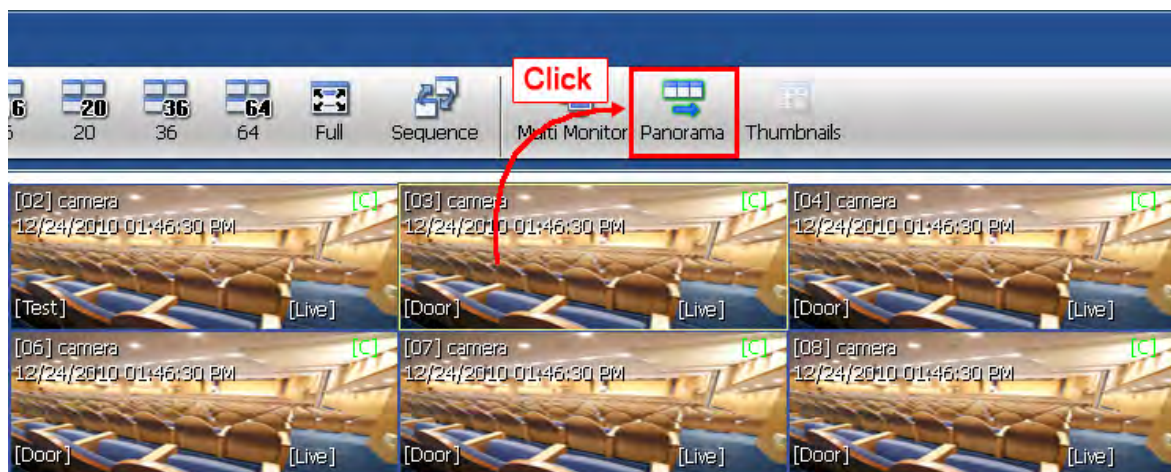 Click
6 20 36 64
20 36 64 Full Sequence Multi Monitor Panorama Thumbnails
[02] camera [C] [03] camera [C] [04] camera [C]
12/24/2010 01:46:30 PM 12/24/2010 01:46:30 PM 12/24/2010 01:46:30 PM
[Test] [Live] [Door] [Live] [Door] [Live]
[06] camera [C] [07] camera [C] [08] camera [C]
12/24/2010 01:46:30 PM 12/24/2010 01:46:30 PM 12/24/2010 01:46:30 PM
[Door] [Live] [Door] [Live] [Door] [Live]